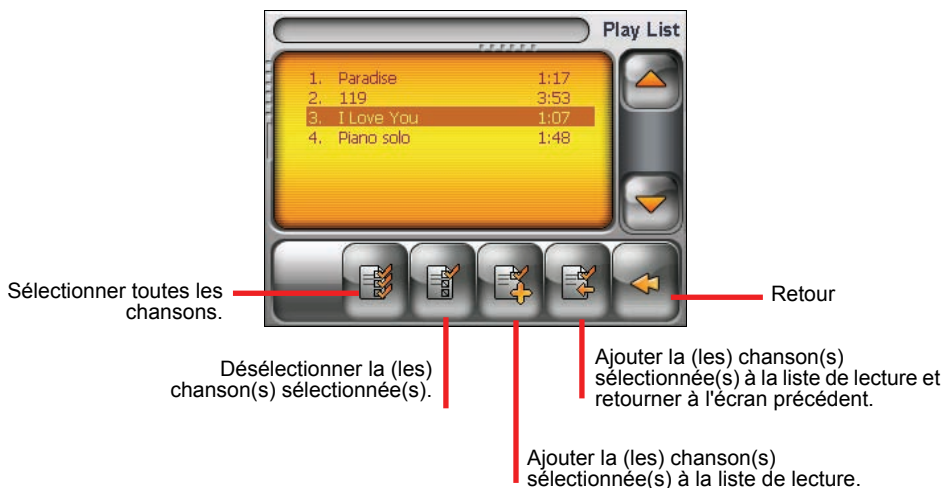 Play List
1. Paradise 1:17
2. 119 3:53
3. I Love You 1:07
4. Piano solo 1:48
Sélectionner toutes les
chansons.
Retour
Désélectionner la (les)
chanson(s) sélectionnée(s).
Ajouter la (les) chanson(s)
sélectionnée(s) à la liste de lecture et
retourner à l'écran précédent.
Ajouter la (les) chanson(s)
sélectionnée(s) à la liste de lecture.